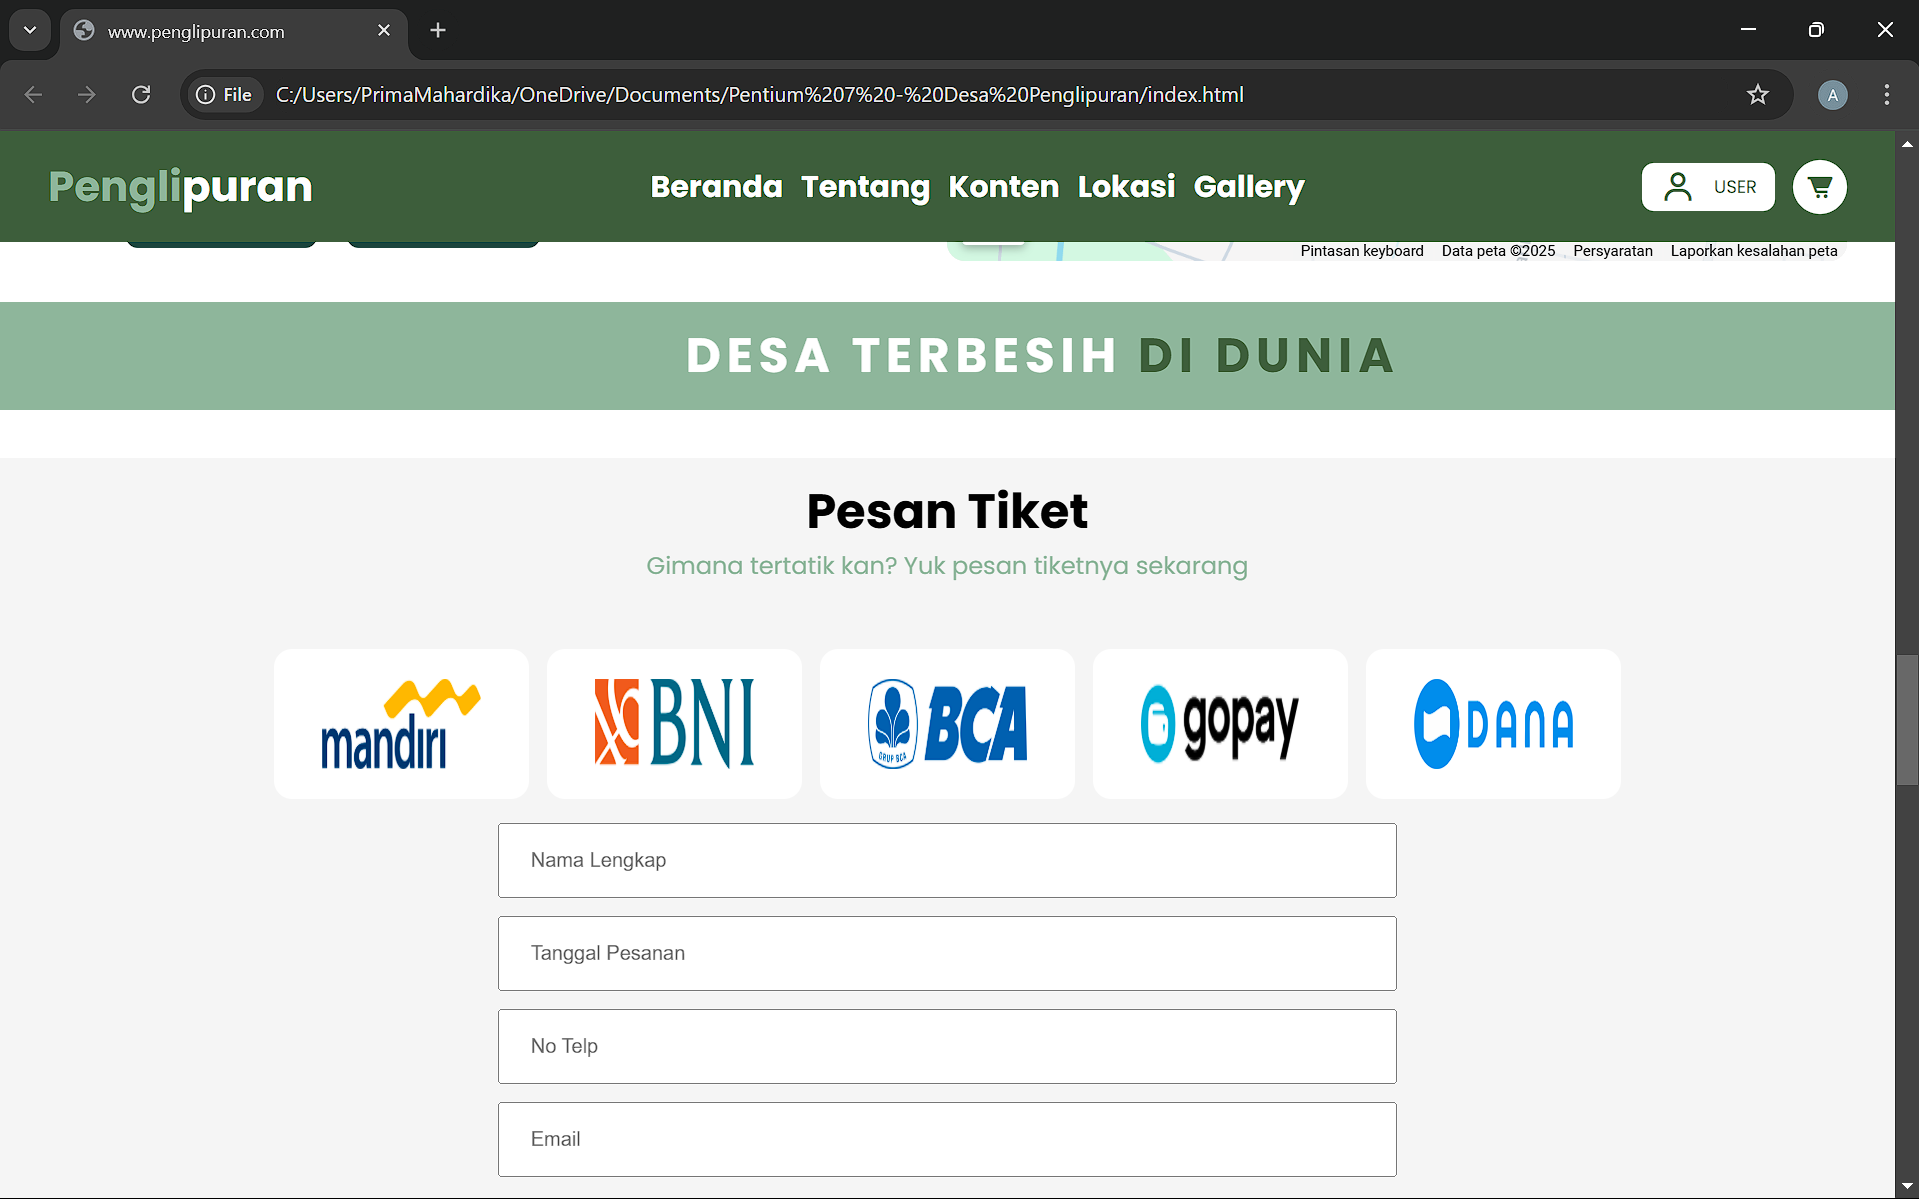 www.penglipuran.com
File C:/Users/PrimaMahardika/OneDrive/Documents/Pentium%207%20-%20Desa%20Penglipuran/index.html
A
Penglipuran
Beranda Tentang Konten Lokasi Gallery
USER
Pintasan keyboard Data peta ©2025 Persyaratan Laporkan kesalahan peta
DESA TERBESIH DI DUNIA
Pesan Tiket
Gimana tertatik kan? Yuk pesan tiketnya sekarang
mandiri
BNI
GRUP BCA
BCA
gopay
DANA
Nama Lengkap
Tanggal Pesanan
No Telp
Email